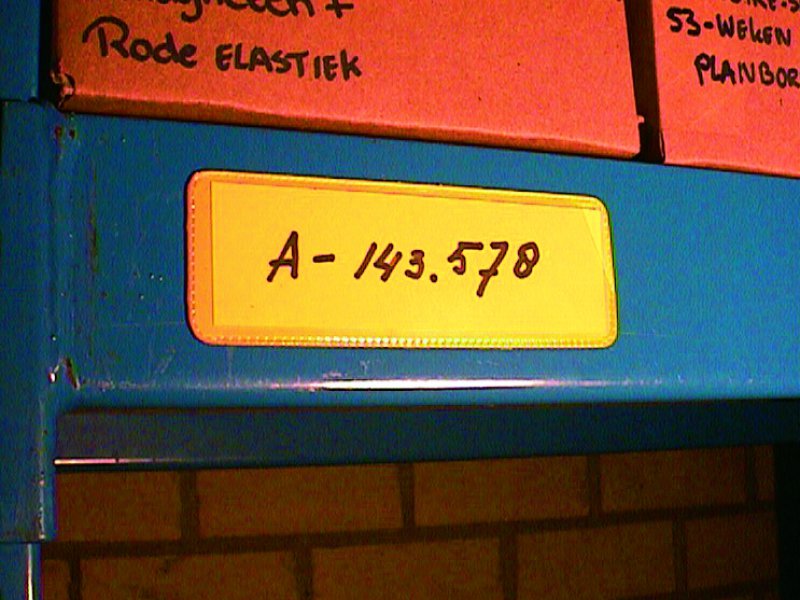 Rode ELASTIEK
53-WEKEN
PLANBOR
A-143.578